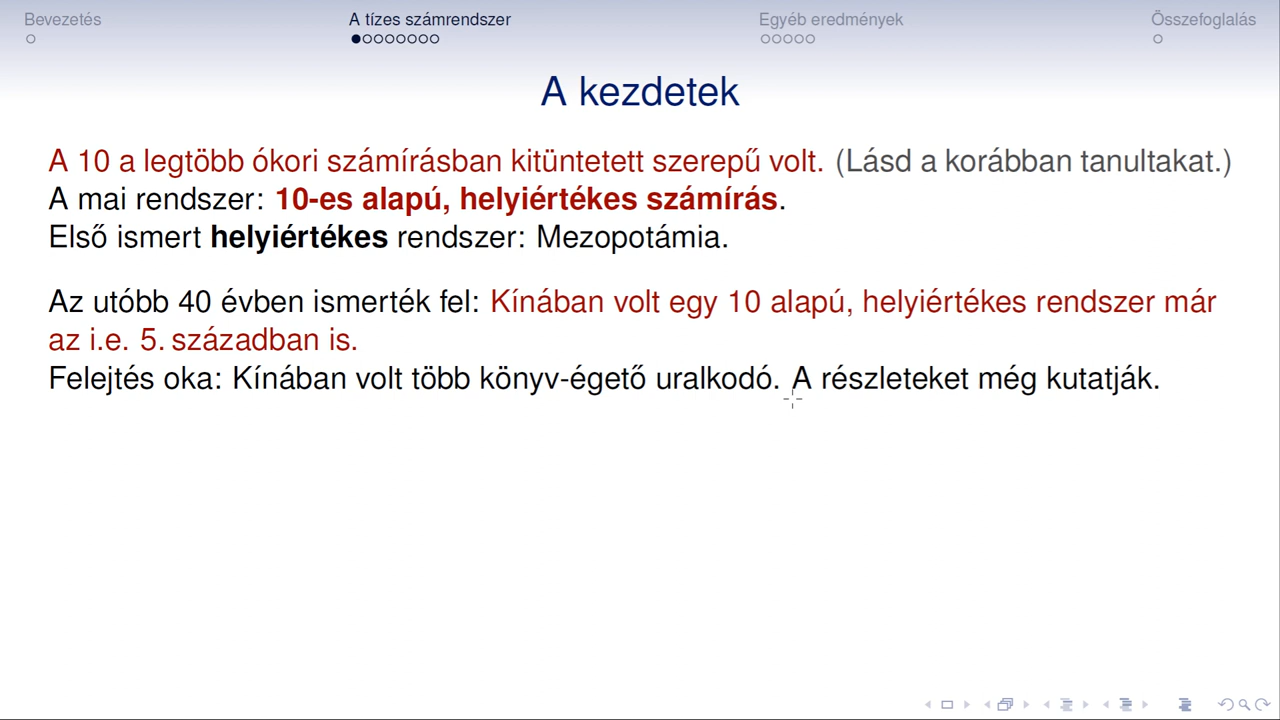 Bevezetés
A tízes számrendszer
Egyéb eredmények
Összefoglalás
A kezdetek
A 10 a legtöbb ókori számírásban kitüntetett szerepű volt. (Lásd a korábban tanultakat.)
A mai rendszer: 10-es alapú, helyiértékes számírás.
Első ismert helyiértékes rendszer: Mezopotámia.
Az utóbb 40 évben ismerték fel: Kínában volt egy 10 alapú, helyiértékes rendszer már
az i.e. 5. században is.
Felejtés oka: Kínában volt több könyv-égető uralkodó. A részleteket még kutatják.